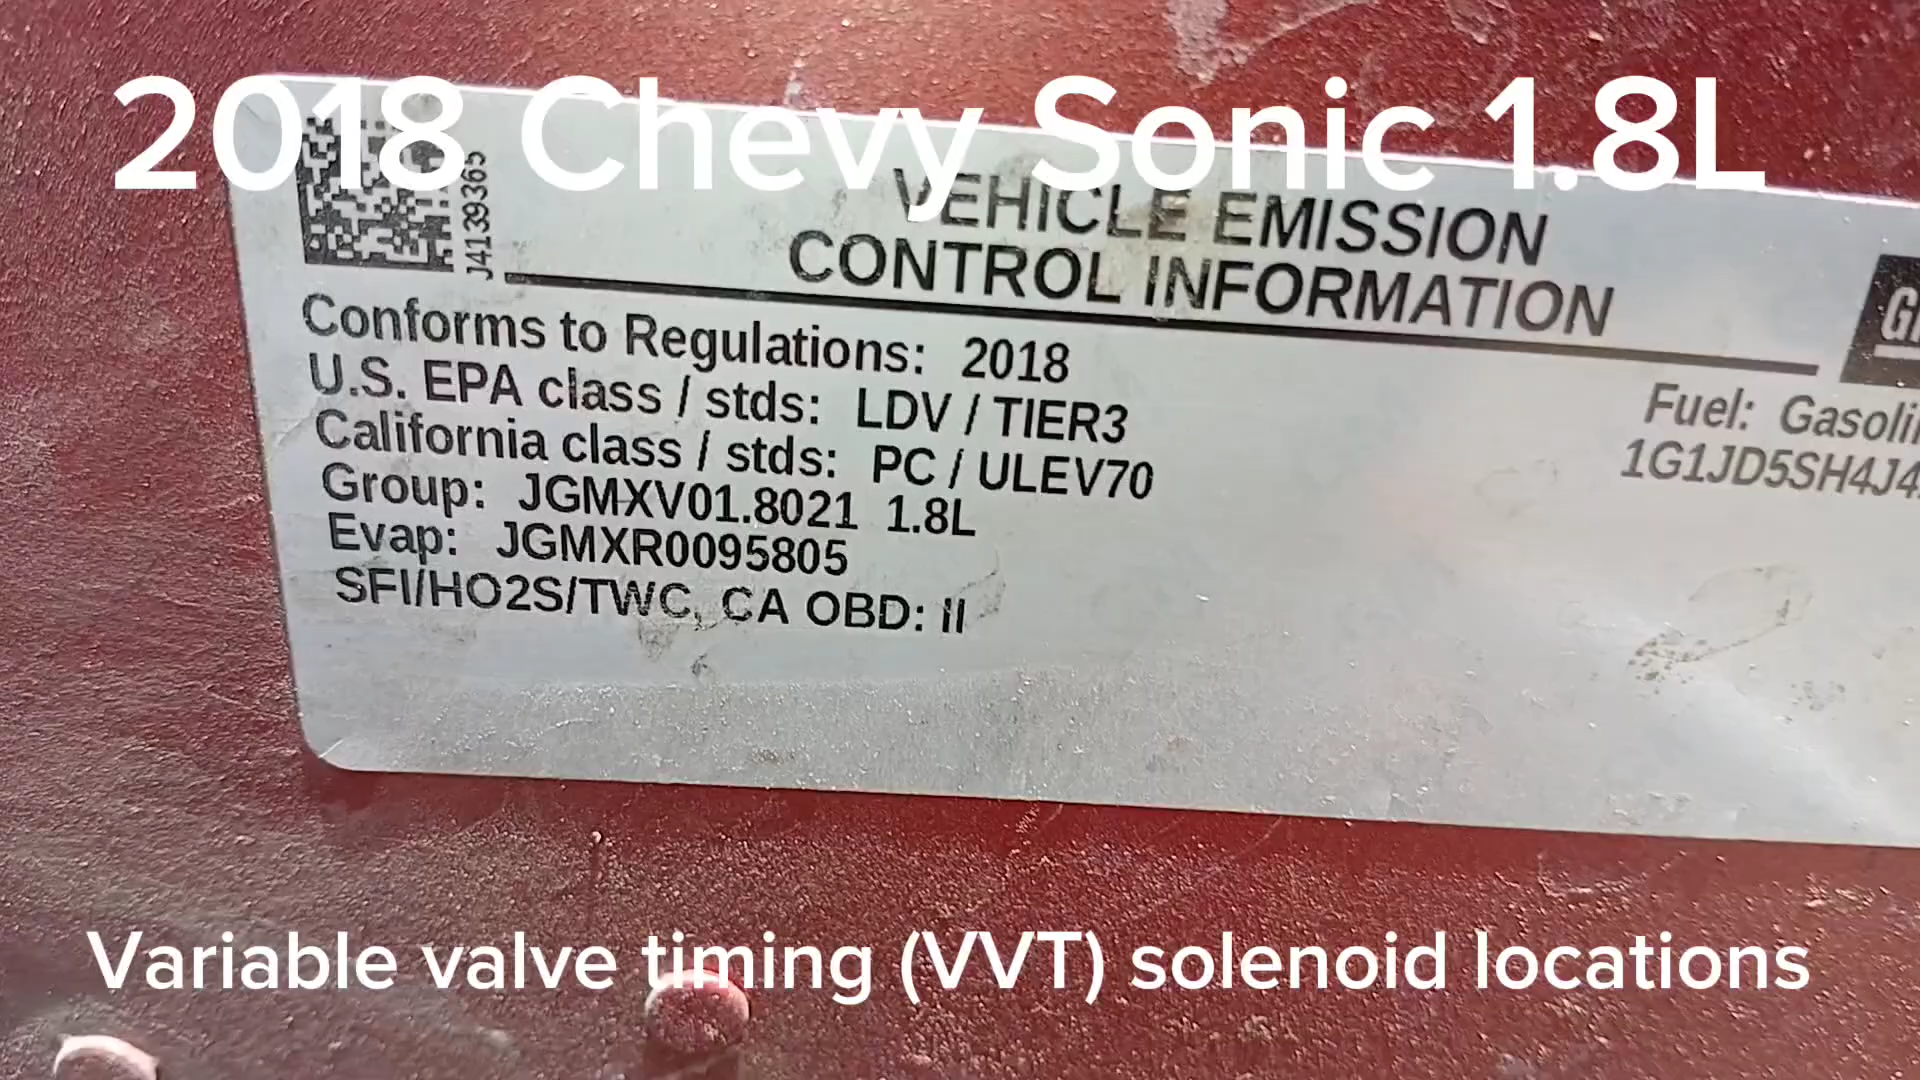 2018 Chevy Sonic 1.8L
J4139365
VEHICLE EMISSION
CONTROL INFORMATION
Conforms to Regulations: 2018
U.S. EPA class / stds: LDV / TIER3
California class / stds: PC / ULEV70
Group: JGMXV01.8021 1.8L
Evap: JGMXR0095805
SFI/HO2S/TWC, CA OBD: II
Fuel: Gasolin
1G1JD5SH4J4
Variable valve timing (VVT) solenoid locations